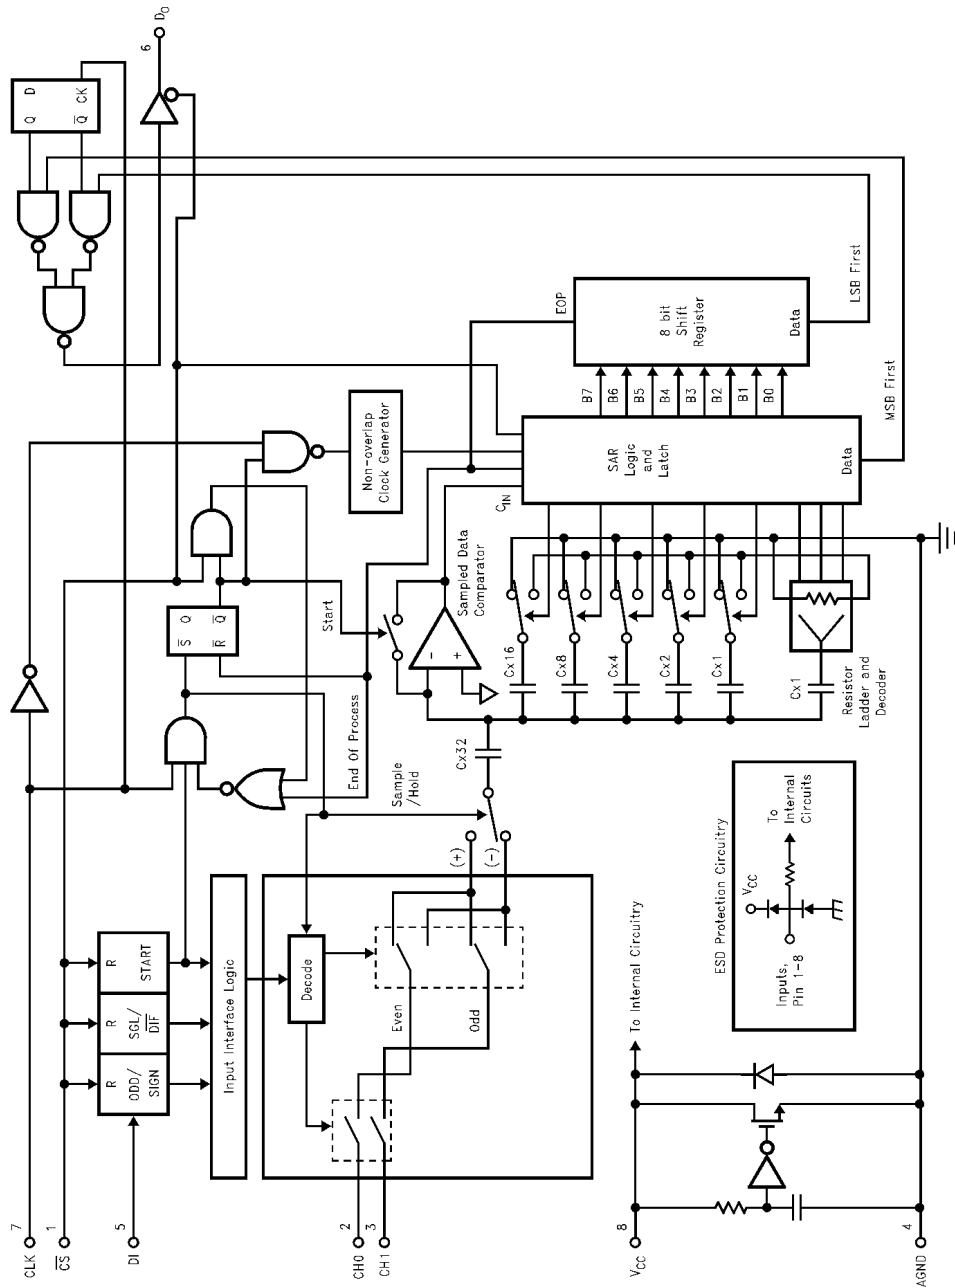 CLK 7
CS 1
DI 5
CH0 2
CH1 3
VCC 8
AGND 4
R
ODD/
SIGN
R
SGL/
DIF
R
START
Input Interface Logic
Decode
Even
Odd
(+)
(-)
Sample
/Hold
End Of Process
Cx32
S Q
R Q
Start
Sampled Data
Comparator
-
+
Non-overlap
Clock Generator
CIN
SAR
Logic
and
Latch
Data
B7
B6
B5
B4
B3
B2
B1
B0
EOP
8 bit
Shift
Register
Data
MSB First
LSB First
Q D
Q CK
6 DO
Cx16
Cx8
Cx4
Cx2
Cx1
Cx1
Resistor
Ladder and
Decoder
To Internal Circuitry
ESD Protection Circuitry
VCC
Inputs,
Pin 1-8
To
Internal
Circuits